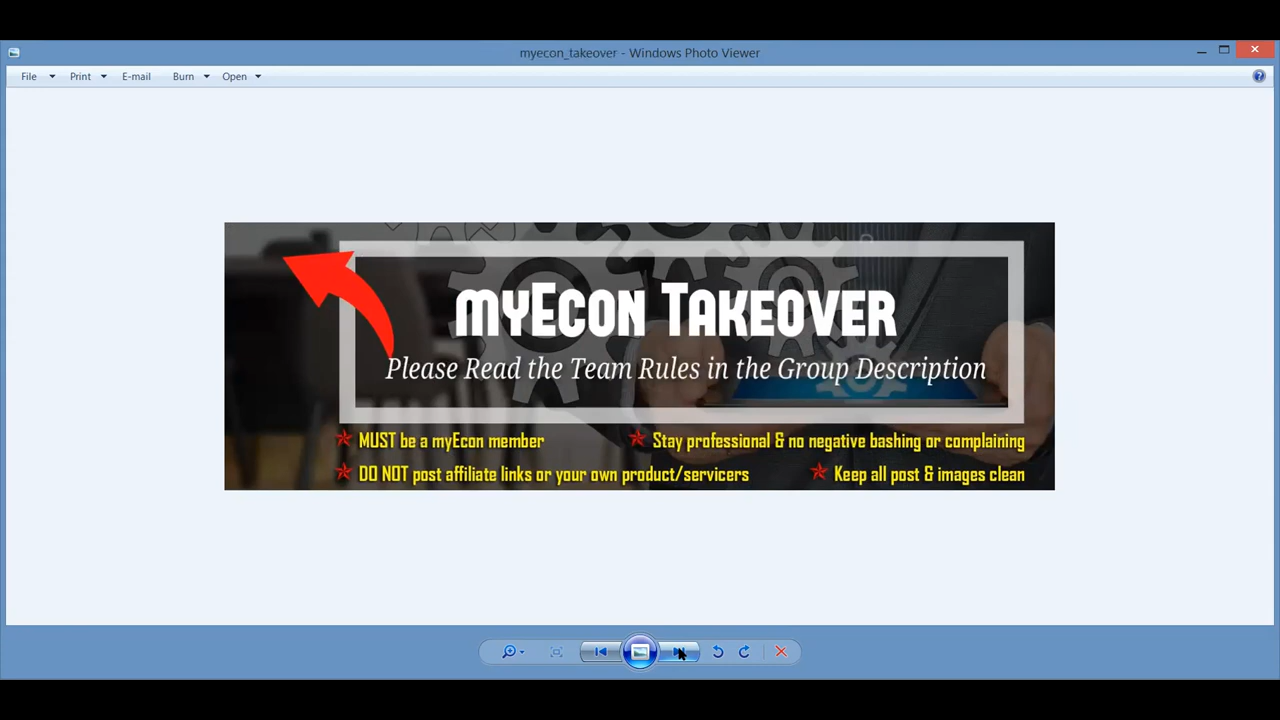 myecon_takeover - Windows Photo Viewer
File Print E-mail Burn Open
myEcon Takeover
Please Read the Team Rules in the Group Description
MUST be a myEcon member
Stay professional & no negative bashing or complaining
DO NOT post affiliate links or your own product/servicers
Keep all post & images clean